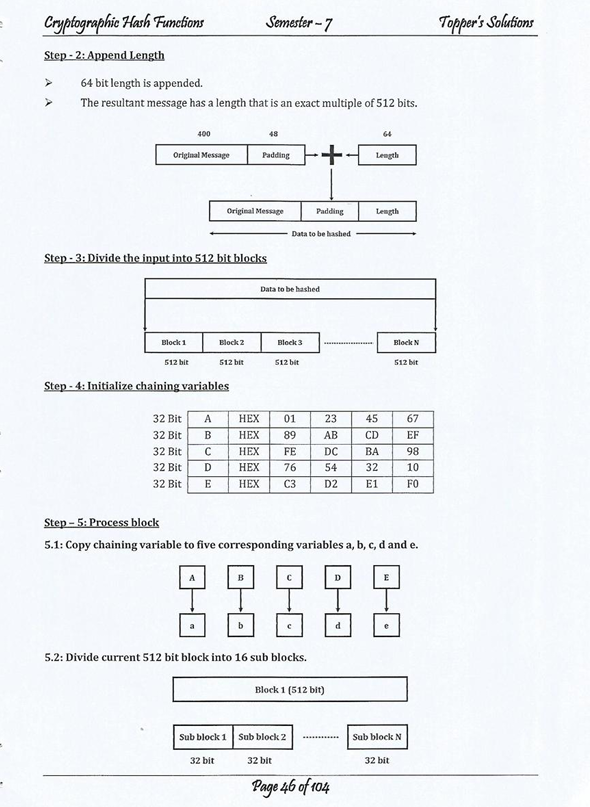 Cryptographic Hash Functions Semester – 7 Topper's Solutions
Step - 2: Append Length
➢ 64 bit length is appended.
➢ The resultant message has a length that is an exact multiple of 512 bits.
400 48 64
Original Message Padding Length
Original Message Padding Length
Data to be hashed
Step - 3: Divide the input into 512 bit blocks
Data to be hashed
Block 1 Block 2 Block 3 Block N
512 bit 512 bit 512 bit 512 bit
Step - 4: Initialize chaining variables
32 Bit A HEX 01 23 45 67
32 Bit B HEX 89 AB CD EF
32 Bit C HEX FE DC BA 98
32 Bit D HEX 76 54 32 10
32 Bit E HEX C3 D2 E1 F0
Step – 5: Process block
5.1: Copy chaining variable to five corresponding variables a, b, c, d and e.
A B C D E
a b c d e
5.2: Divide current 512 bit block into 16 sub blocks.
Block 1 (512 bit)
Sub block 1 Sub block 2 Sub block N
32 bit 32 bit 32 bit
Page 46 of 104